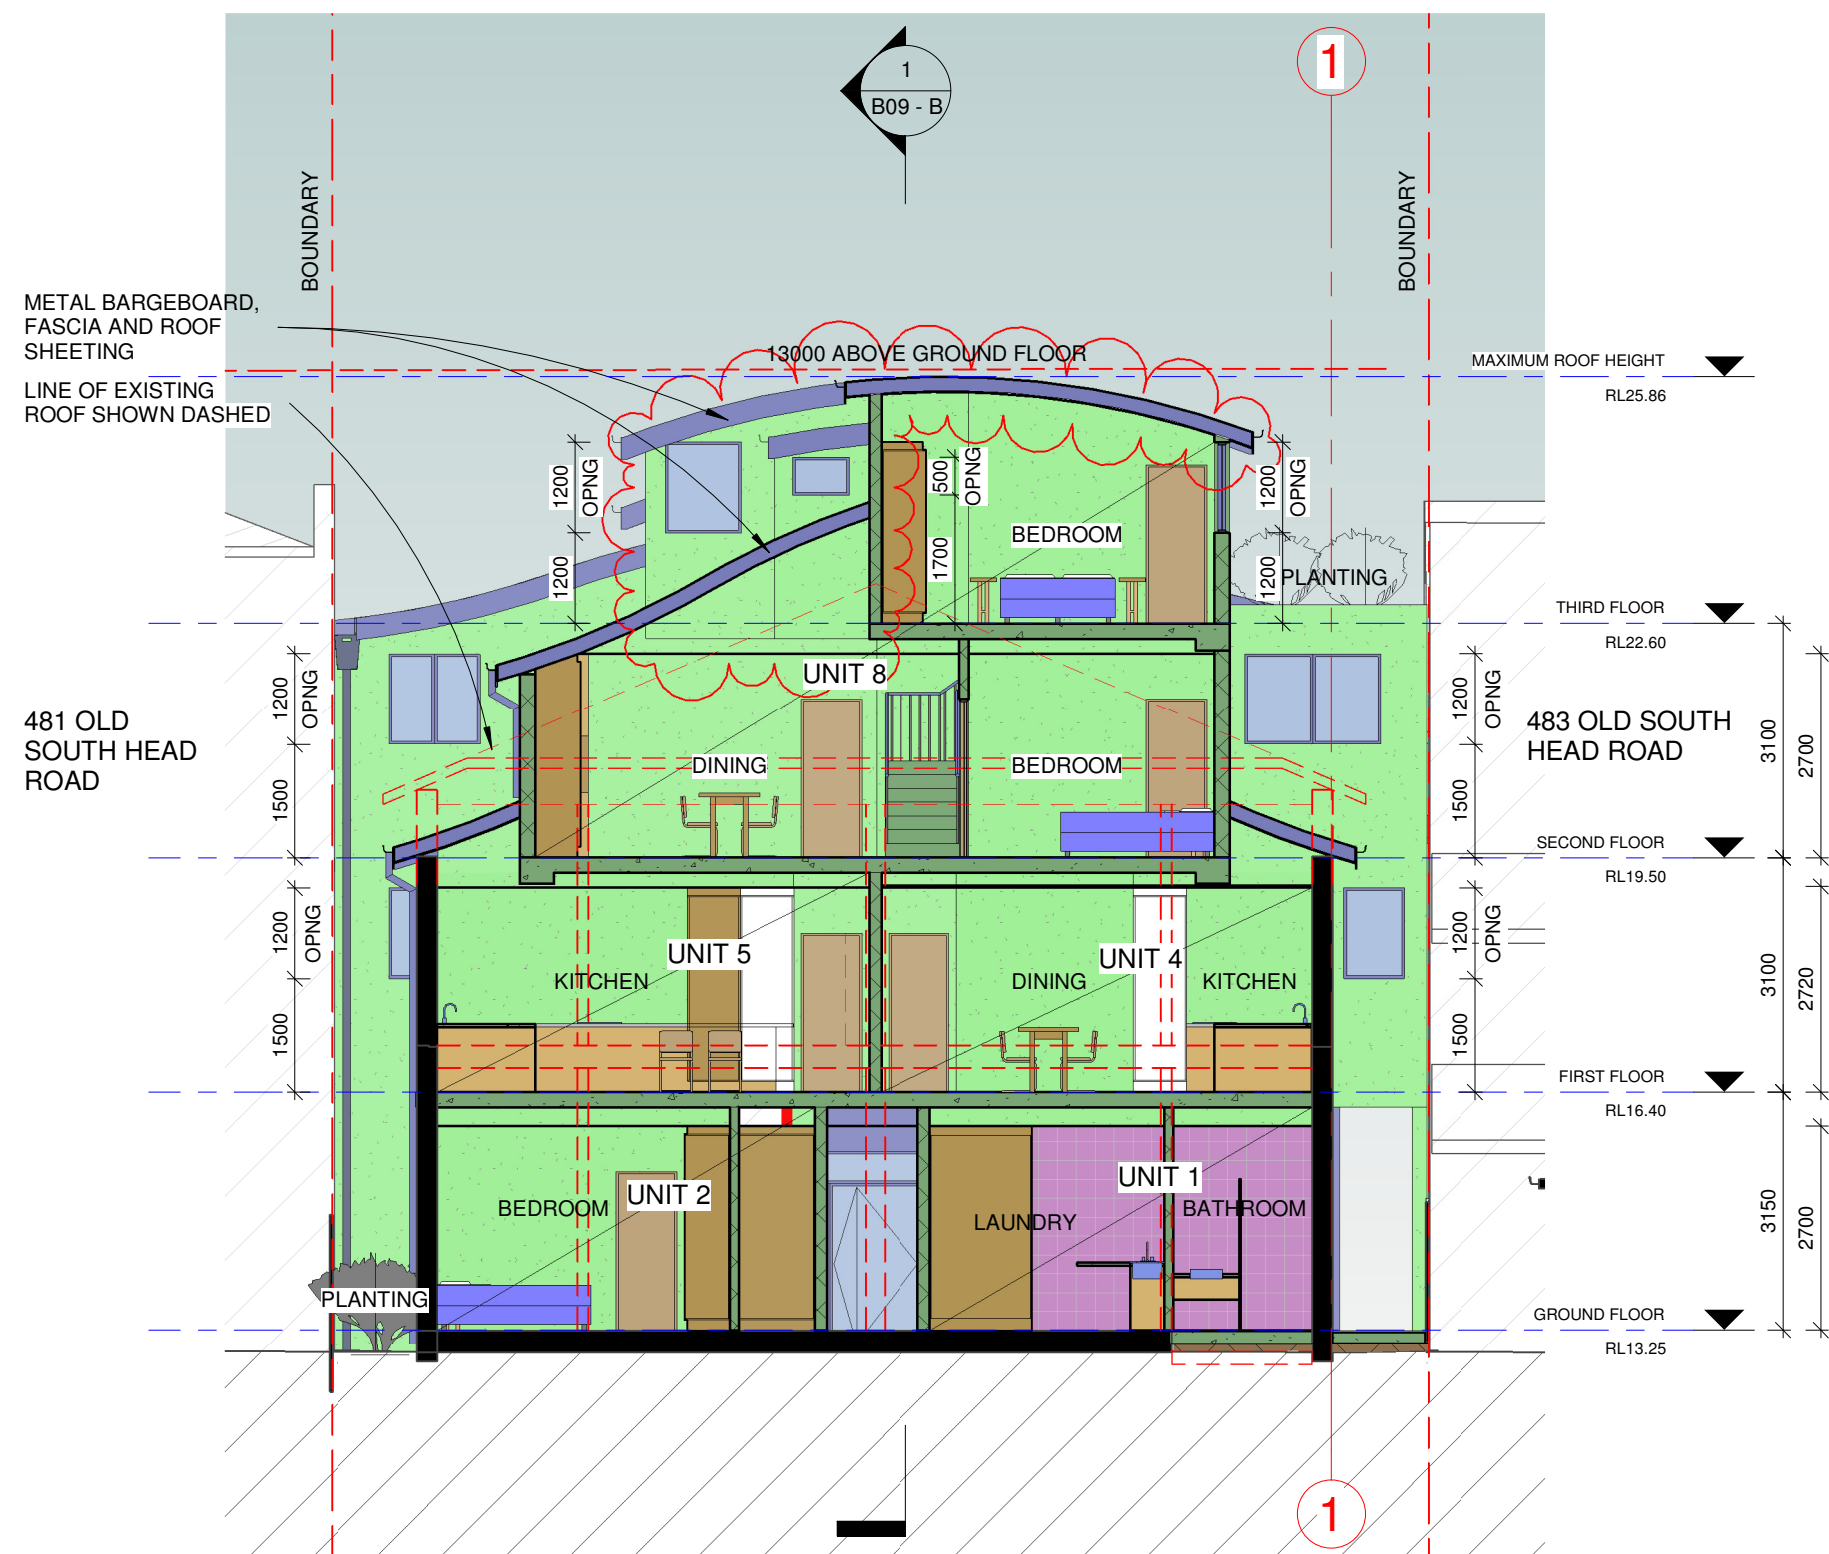 1
B09 - B
1
BOUNDARY
BOUNDARY
METAL BARGEBOARD,
FASCIA AND ROOF
SHEETING
LINE OF EXISTING
ROOF SHOWN DASHED
13000 ABOVE GROUND FLOOR
MAXIMUM ROOF HEIGHT
RL25.86
1200
OPNG
1200
500
OPNG
1700
BEDROOM
1200
OPNG
1200
PLANTING
THIRD FLOOR
RL22.60
481 OLD
SOUTH HEAD
ROAD
1200
OPNG
1500
UNIT 8
DINING
BEDROOM
1200
OPNG
1500
483 OLD SOUTH
HEAD ROAD
3100
2700
SECOND FLOOR
RL19.50
1200
OPNG
1500
UNIT 5
KITCHEN
DINING
UNIT 4
KITCHEN
1200
OPNG
1500
3100
2720
FIRST FLOOR
RL16.40
BEDROOM
UNIT 2
LAUNDRY
UNIT 1
BATHROOM
3150
2700
PLANTING
GROUND FLOOR
RL13.25
1